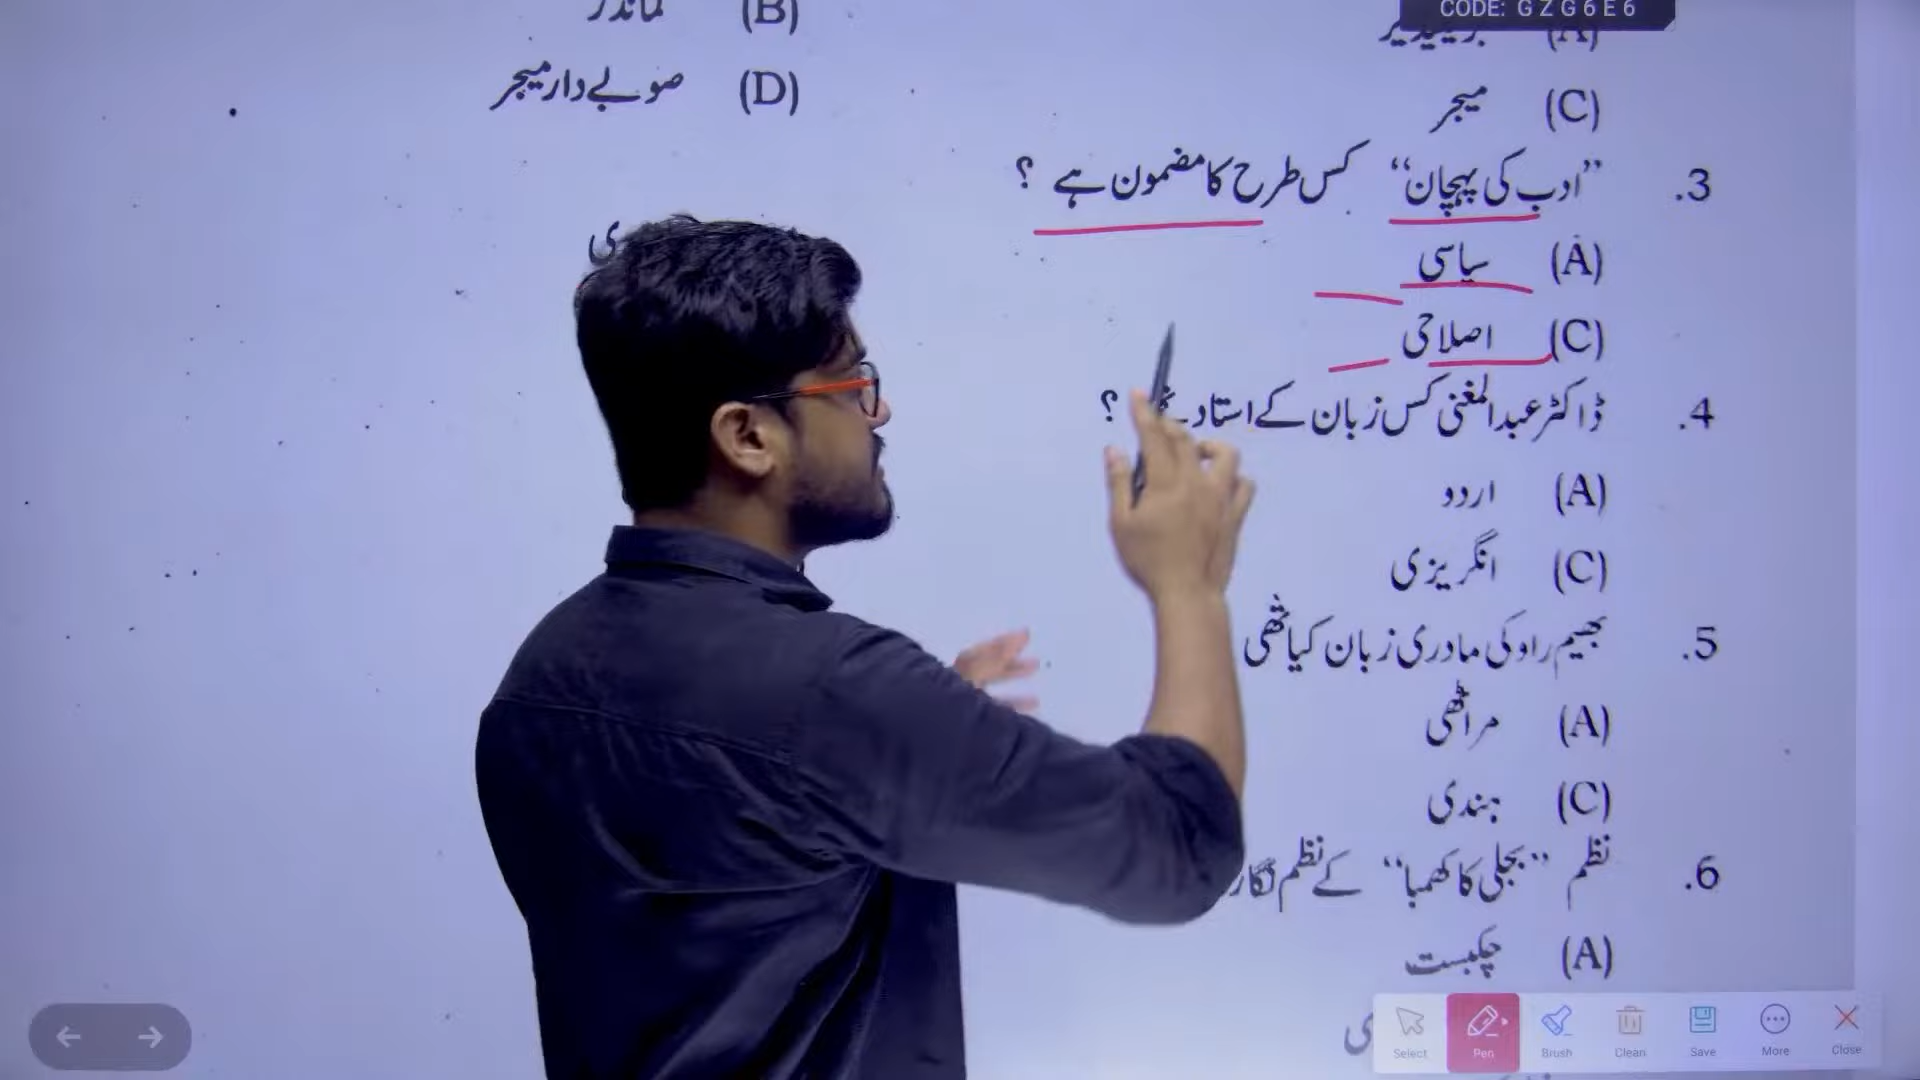 CODE: GZG6E6
(A)
(B)
(C) میجر
(D) صوبے دار میجر
3. ”ادب کی پہچان“ کس طرح کا مضمون ہے ؟
(A) سیاسی
(C) اصلاحی
4. ڈاکٹر عبدالمغنی کس زبان کے استاد ؟
(A) اردو
(C) انگریزی
5. بھیم راو کی مادری زبان کیا تھی
(A) مراٹھی
(C) ہندی
6. نظم ”بجلی کا کھمبا“ کے نظم نگار
(A) چکبست
Select Pen Brush Clean Save More Close